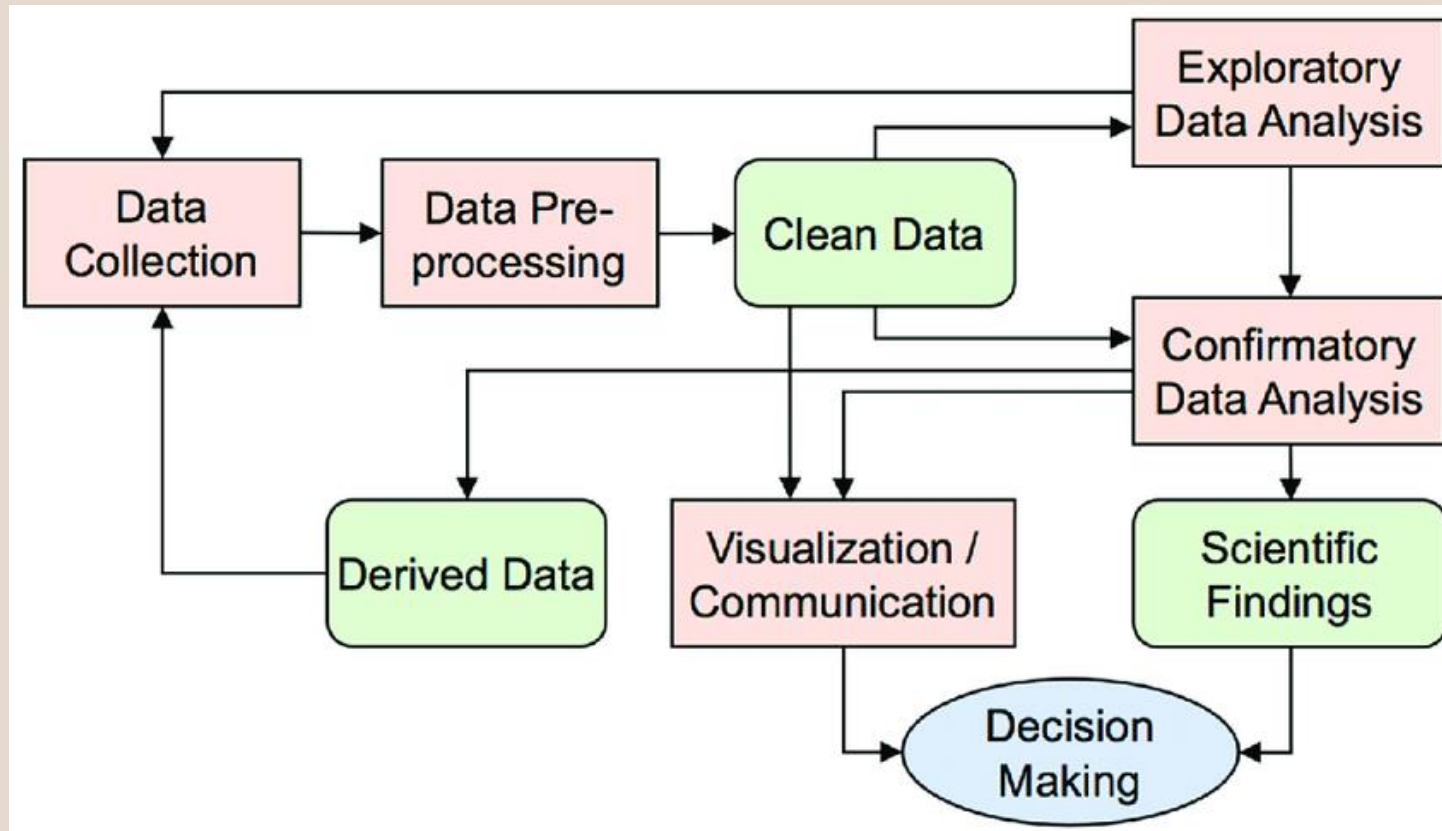 Exploratory
Data Analysis
Data
Collection
Data Pre-
processing
Clean Data
Confirmatory
Data Analysis
Derived Data
Visualization /
Communication
Scientific
Findings
Decision
Making